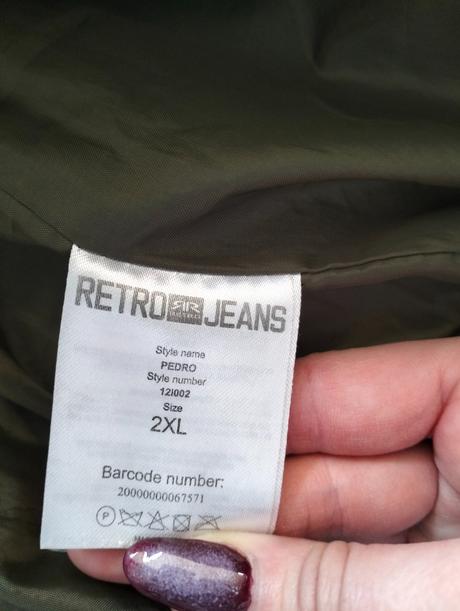 RETRO JEANS
Style name
PEDRO
Style number
12I002
Size
2XL
Barcode number:
20000000067571
P